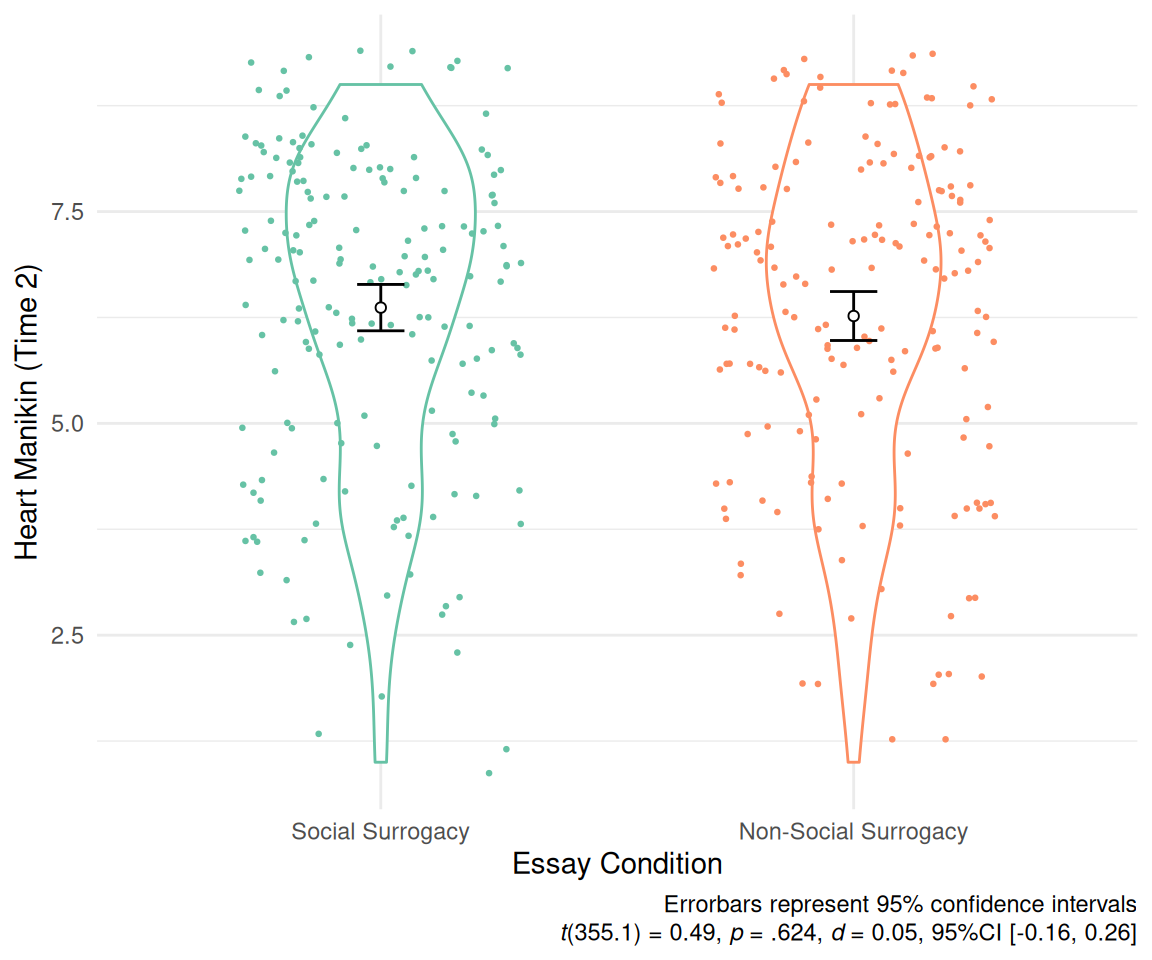 Heart Manikin (Time 2)
7.5
5.0
2.5
Social Surrogacy
Non-Social Surrogacy
Essay Condition
Errorbars represent 95% confidence intervals
t(355.1) = 0.49, p = .624, d = 0.05, 95%CI [-0.16, 0.26]